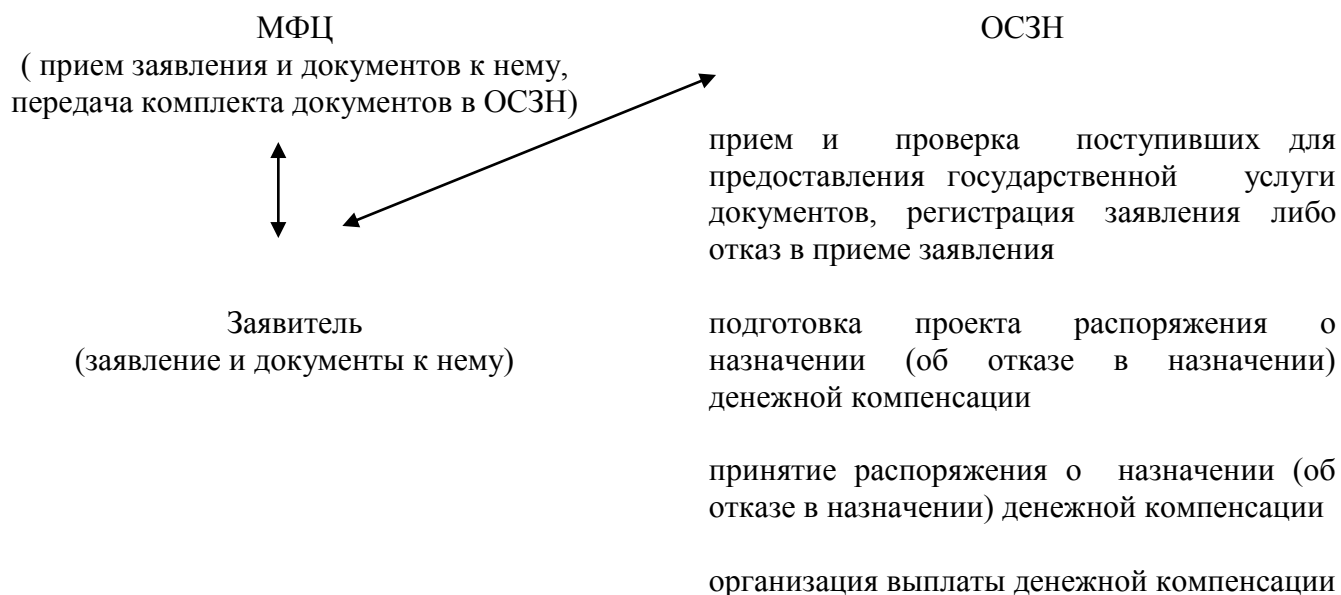 МФЦ
( прием заявления и документов к нему,
передача комплекта документов в ОСЗН)
Заявитель
(заявление и документы к нему)
ОСЗН
прием и проверка поступивших для
предоставления государственной услуги
документов, регистрация заявления либо
отказ в приеме заявления
подготовка проекта распоряжения о
назначении (об отказе в назначении)
денежной компенсации
принятие распоряжения о назначении (об
отказе в назначении) денежной компенсации
организация выплаты денежной компенсации